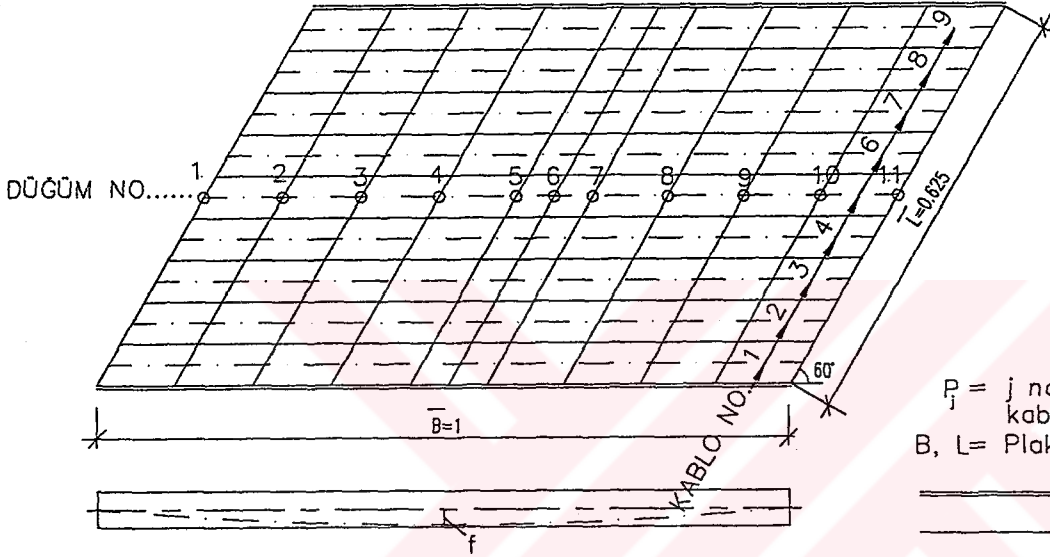 DÜĞÜM NO......
1 2 3 4 5 6 7 8 9 10 11
KABLO NO... 1 2 3 4 6 7 8 9
L=0.625
60°
B=1
P_j = j no
kab
B, L= Plak
f